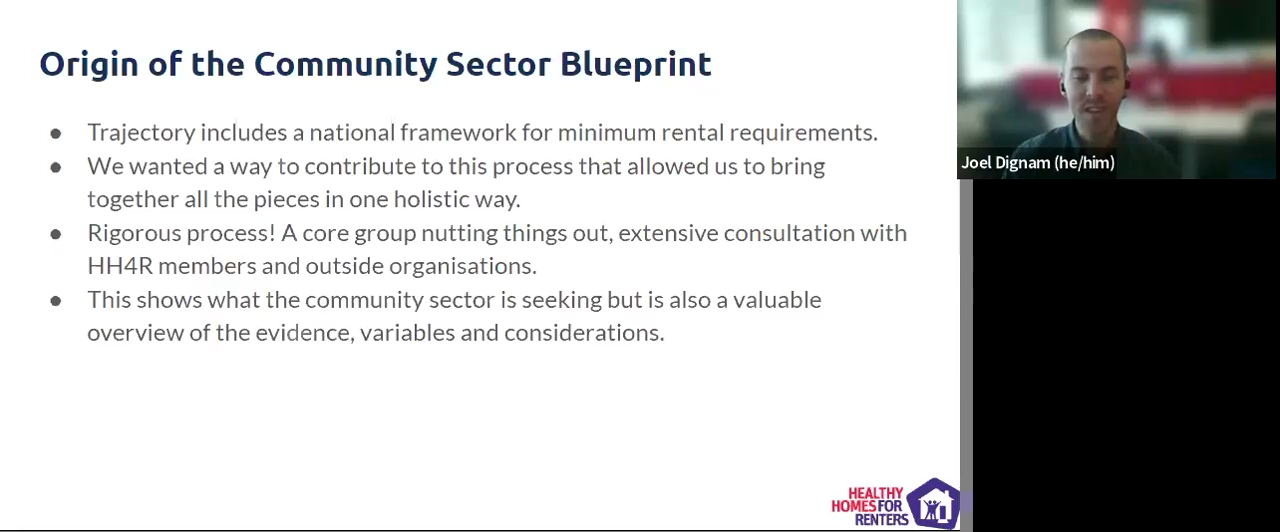 Origin of the Community Sector Blueprint
● Trajectory includes a national framework for minimum rental requirements.
● We wanted a way to contribute to this process that allowed us to bring
together all the pieces in one holistic way.
● Rigorous process! A core group nutting things out, extensive consultation with
HH4R members and outside organisations.
● This shows what the community sector is seeking but is also a valuable
overview of the evidence, variables and considerations.
Joel Dignam (he/him)
HEALTHY
HOMESFOR
RENTERS